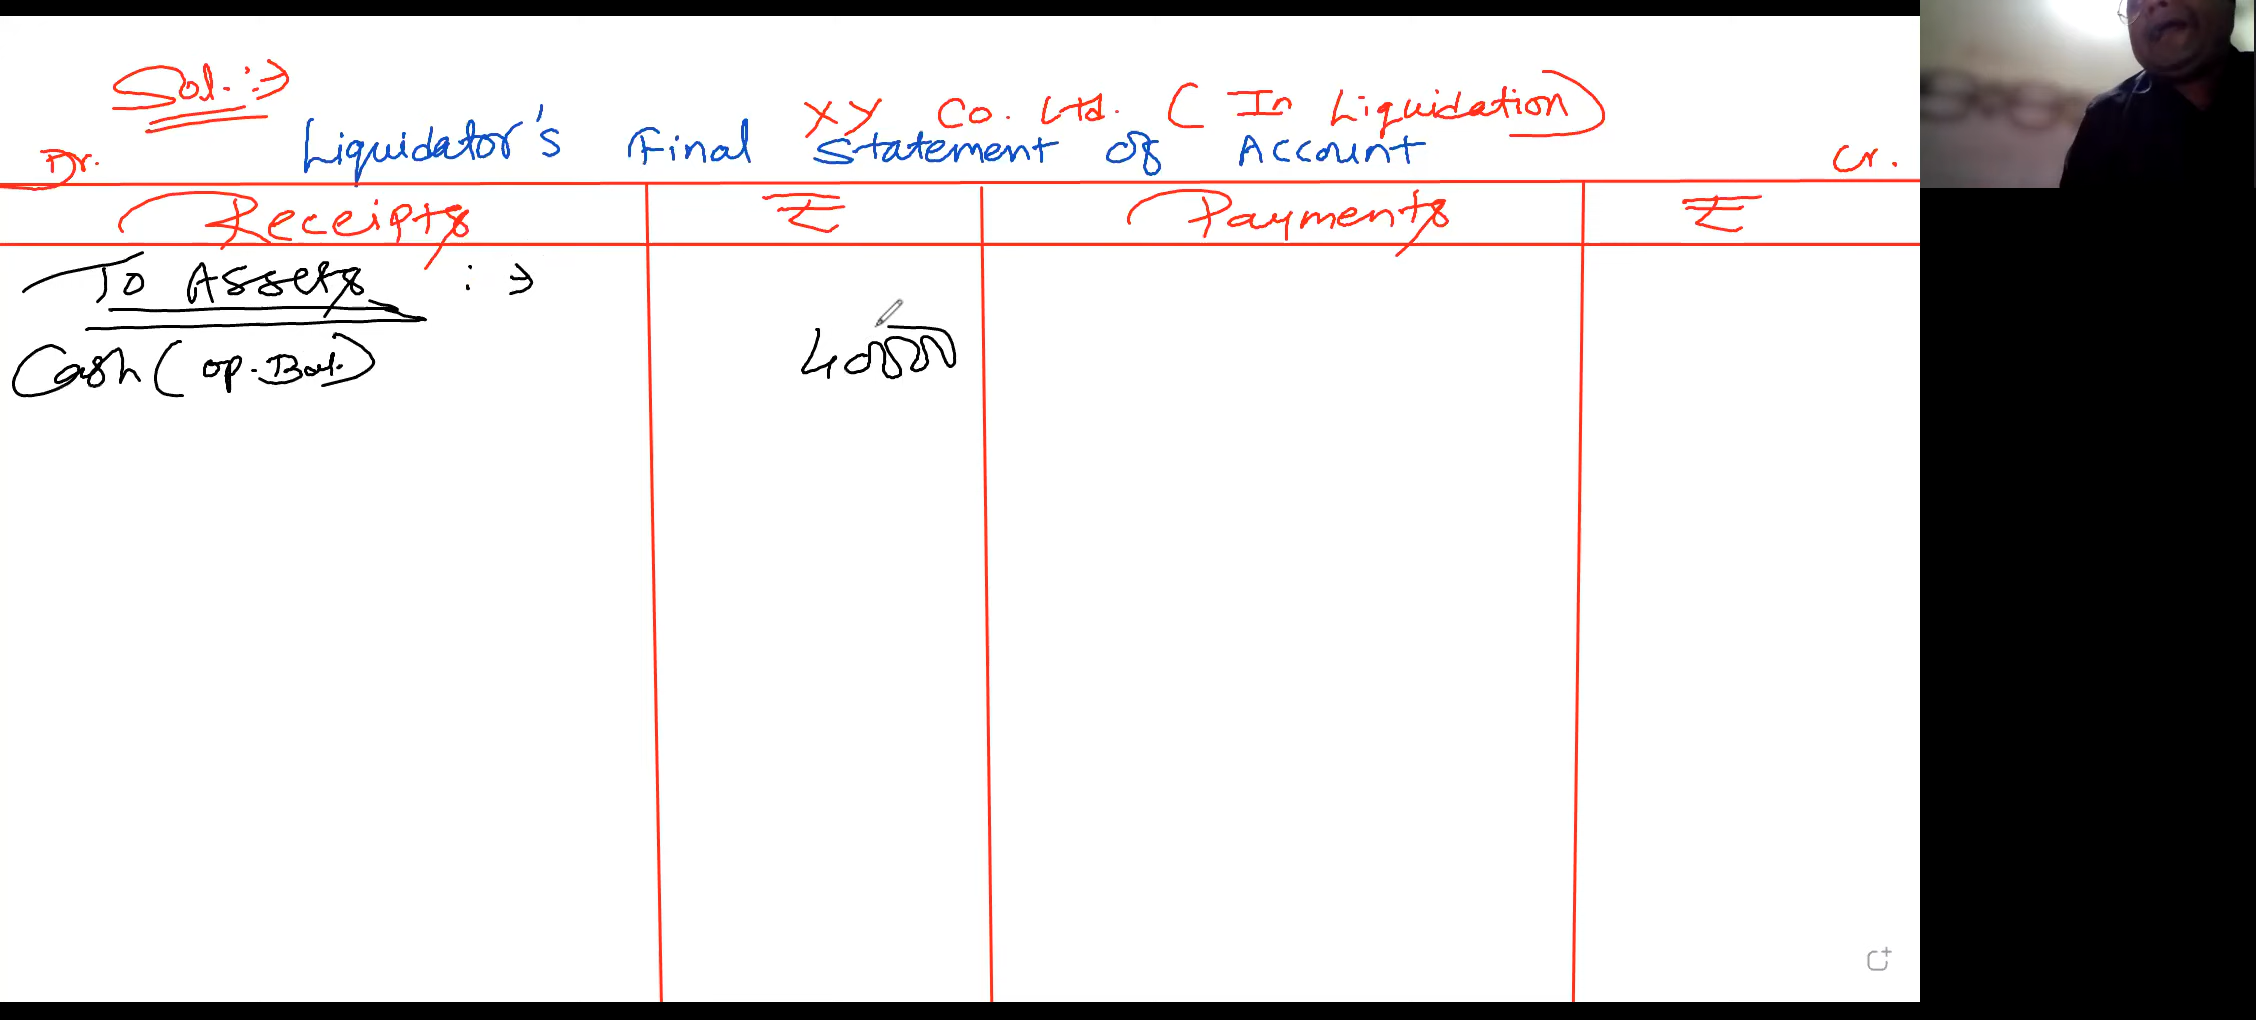 Sol. :→
XY Co. Ltd. (In Liquidation)
Dr. Liquidator's Final Statement of Account Cr.
Receipts ₹ Payments ₹
To Assets :→
Cash (op. Bal.) 40000